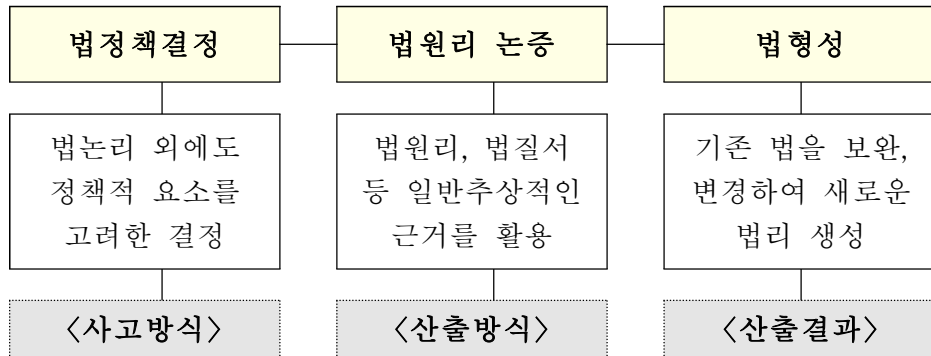 법정책결정
법원리 논증
법형성
법논리 외에도
정책적 요소를
고려한 결정
법원리, 법질서
등 일반추상적인
근거를 활용
기존 법을 보완,
변경하여 새로운
법리 생성
〈사고방식〉
〈산출방식〉
〈산출결과〉